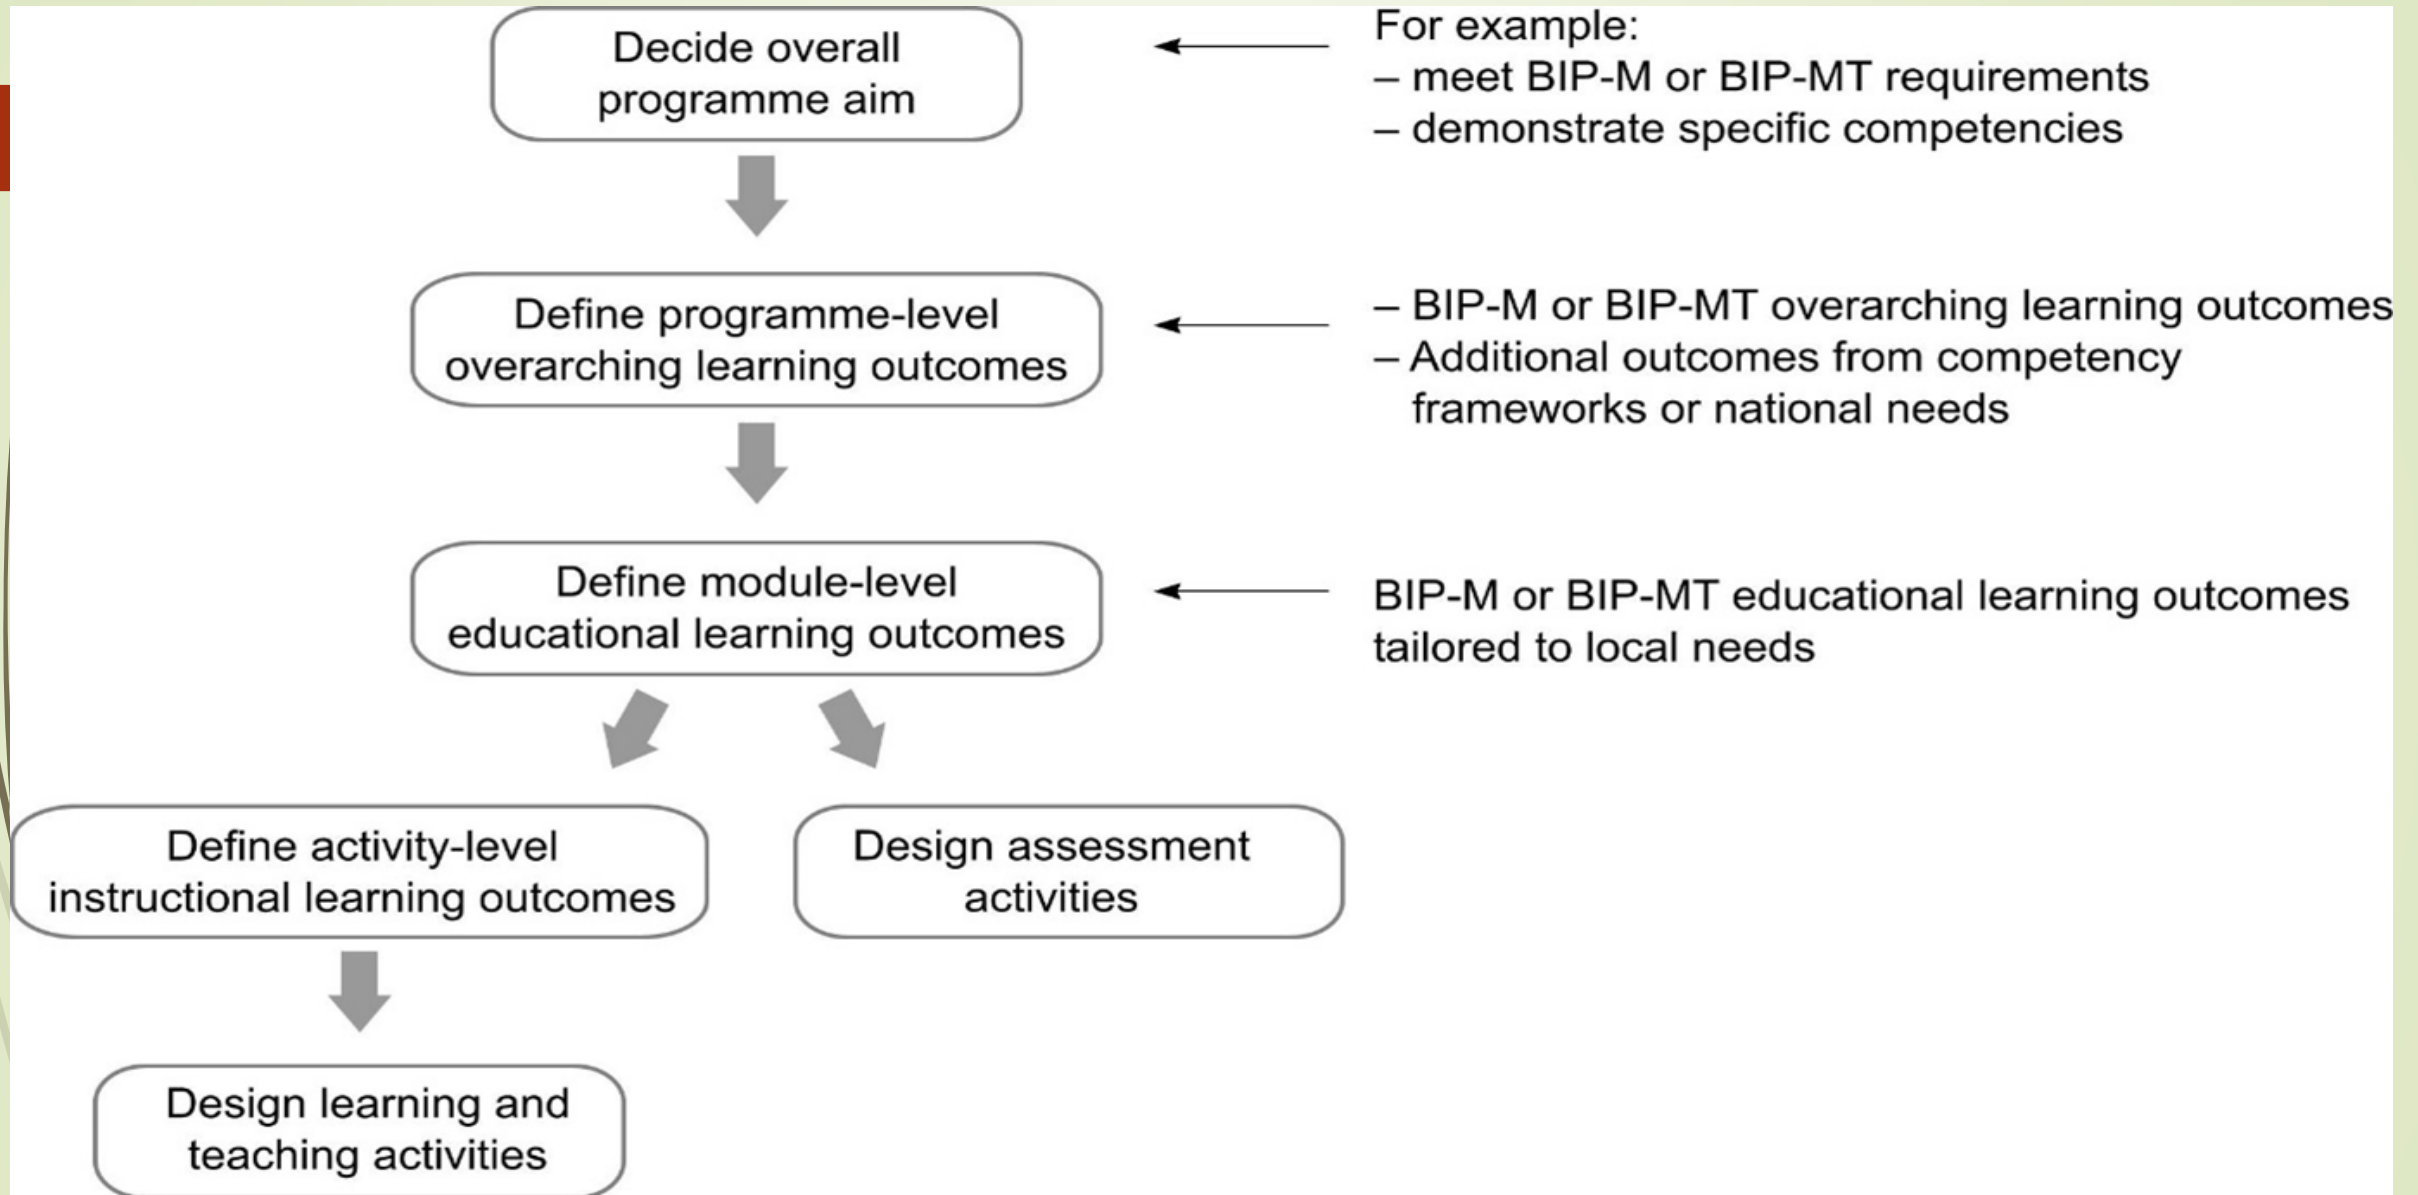 Decide overall
programme aim
For example:
– meet BIP-M or BIP-MT requirements
– demonstrate specific competencies
Define programme-level
overarching learning outcomes
– BIP-M or BIP-MT overarching learning outcomes
– Additional outcomes from competency
frameworks or national needs
Define module-level
educational learning outcomes
BIP-M or BIP-MT educational learning outcomes
tailored to local needs
Define activity-level
instructional learning outcomes
Design assessment
activities
Design learning and
teaching activities